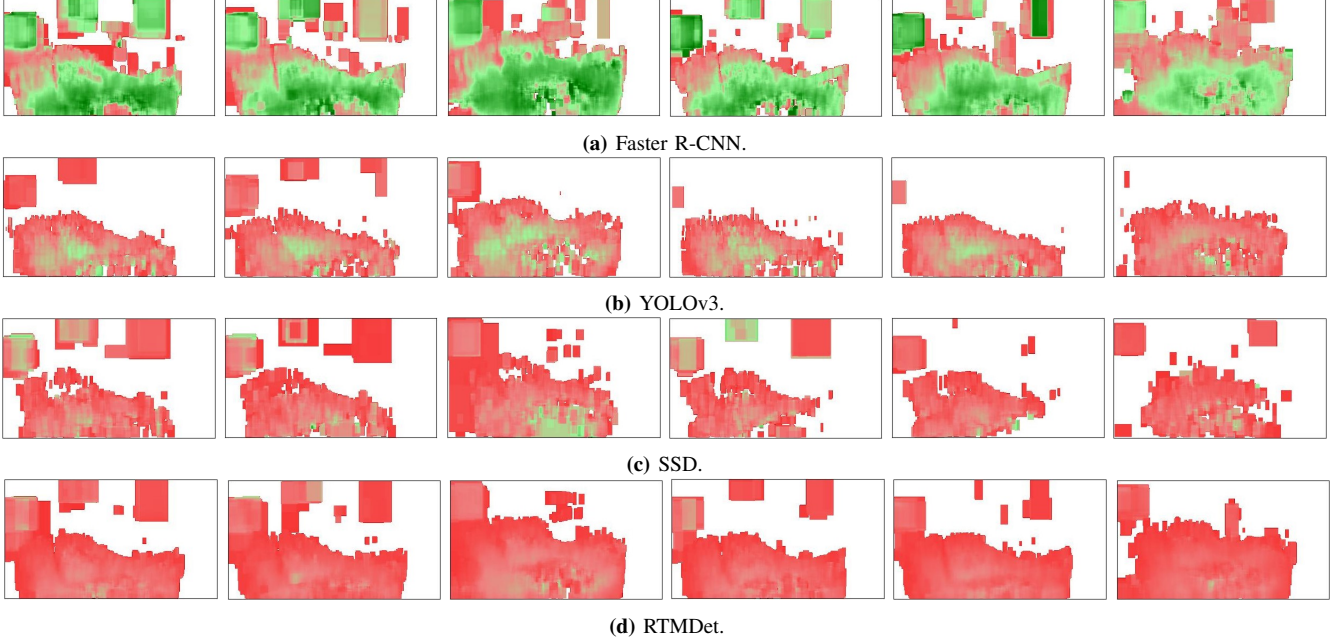 (a) Faster R-CNN.
(b) YOLOv3.
(c) SSD.
(d) RTMDet.